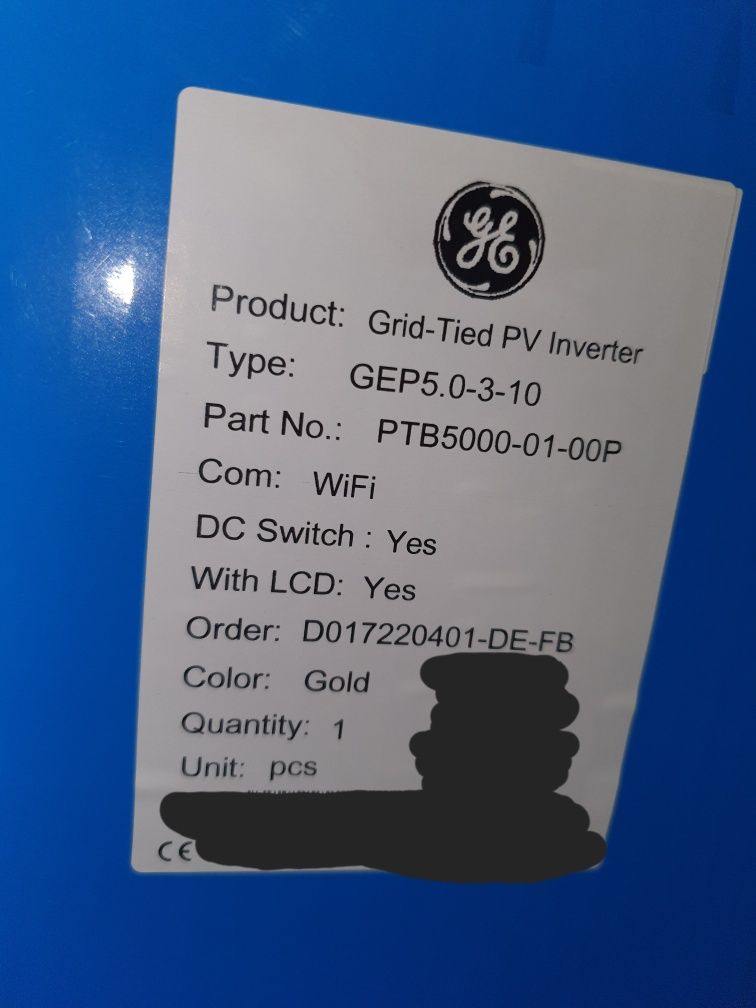 GE
Product: Grid-Tied PV Inverter
Type: GEP5.0-3-10
Part No.: PTB5000-01-00P
Com: WiFi
DC Switch : Yes
With LCD: Yes
Order: D017220401-DE-FB
Color: Gold
Quantity: 1
Unit: pcs
CE